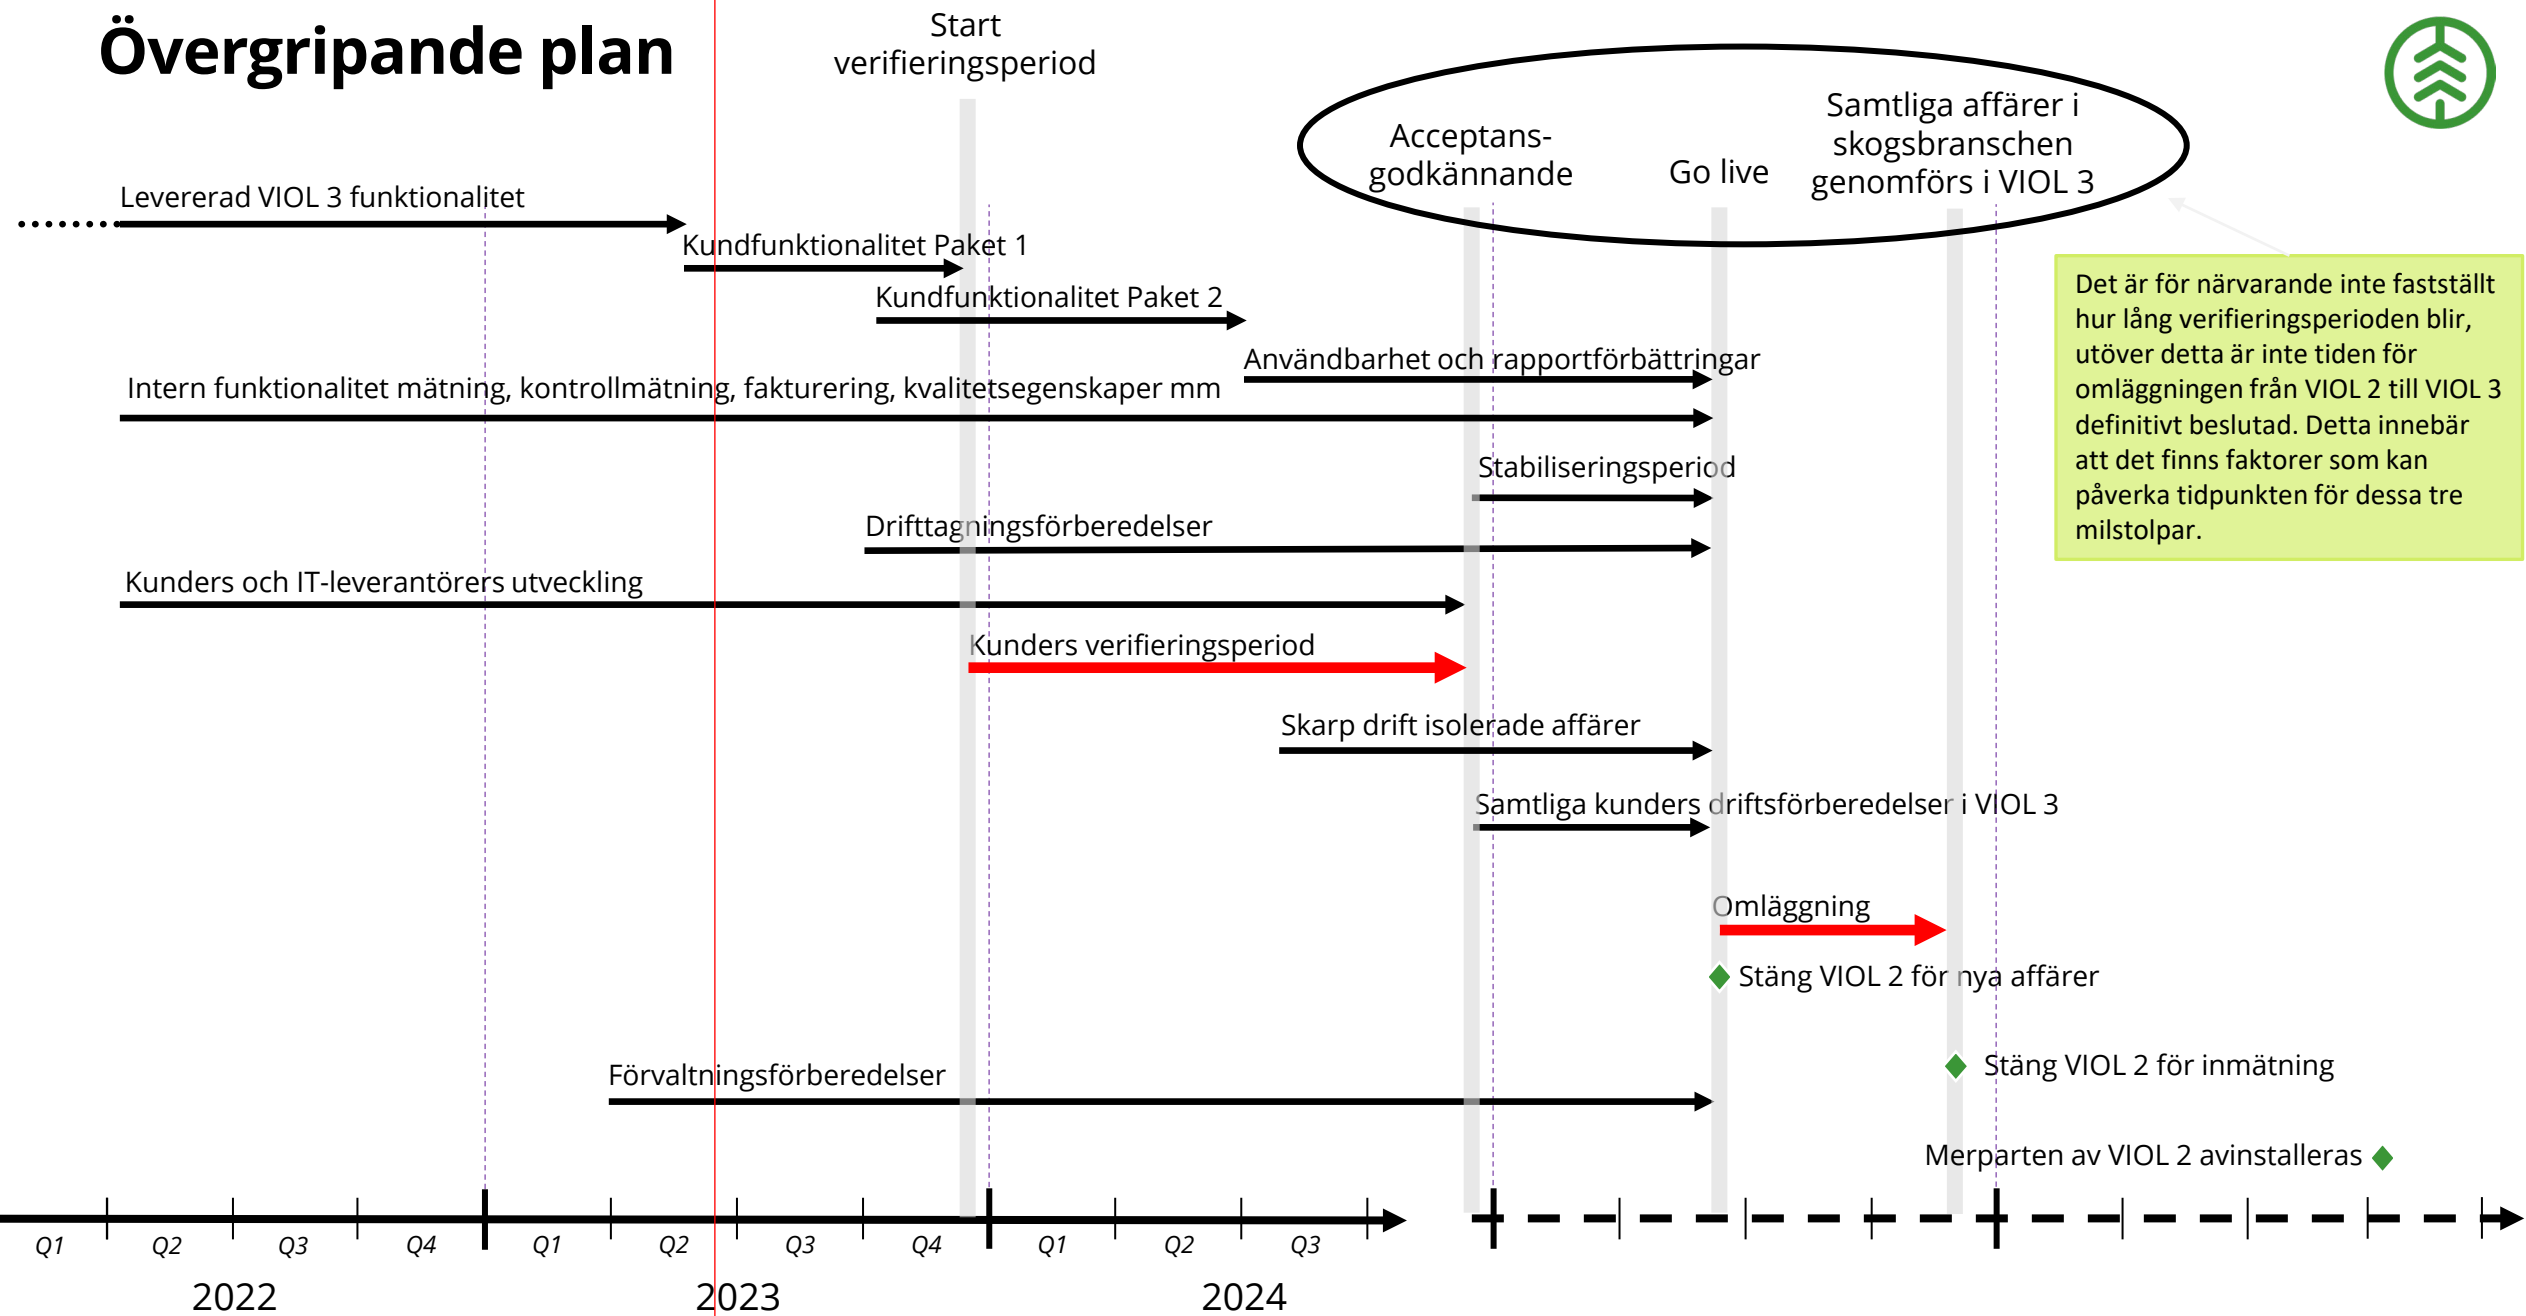 Övergripande plan
Start
verifieringsperiod
Acceptans-
godkännande
Go live
Samtliga affärer i
skogsbranschen
genomförs i VIOL 3
Levererad VIOL 3 funktionalitet
Kundfunktionalitet Paket 1
Kundfunktionalitet Paket 2
Användbarhet och rapportförbättringar
Intern funktionalitet mätning, kontrollmätning, fakturering, kvalitetsegenskaper mm
Det är för närvarande inte fastställt
hur lång verifieringsperioden blir,
utöver detta är inte tiden för
omläggningen från VIOL 2 till VIOL 3
definitivt beslutad. Detta innebär
att det finns faktorer som kan
påverka tidpunkten för dessa tre
milstolpar.
Stabiliseringsperiod
Drifttagningsförberedelser
Kunders och IT-leverantörers utveckling
Kunders verifieringsperiod
Skarp drift isolerade affärer
Samtliga kunders driftsförberedelser i VIOL 3
Omläggning
Stäng VIOL 2 för nya affärer
Stäng VIOL 2 för inmätning
Förvaltningsförberedelser
Merparten av VIOL 2 avinstalleras
Q1 Q2 Q3 Q4 Q1 Q2 Q3 Q4 Q1 Q2 Q3
2022 2023 2024